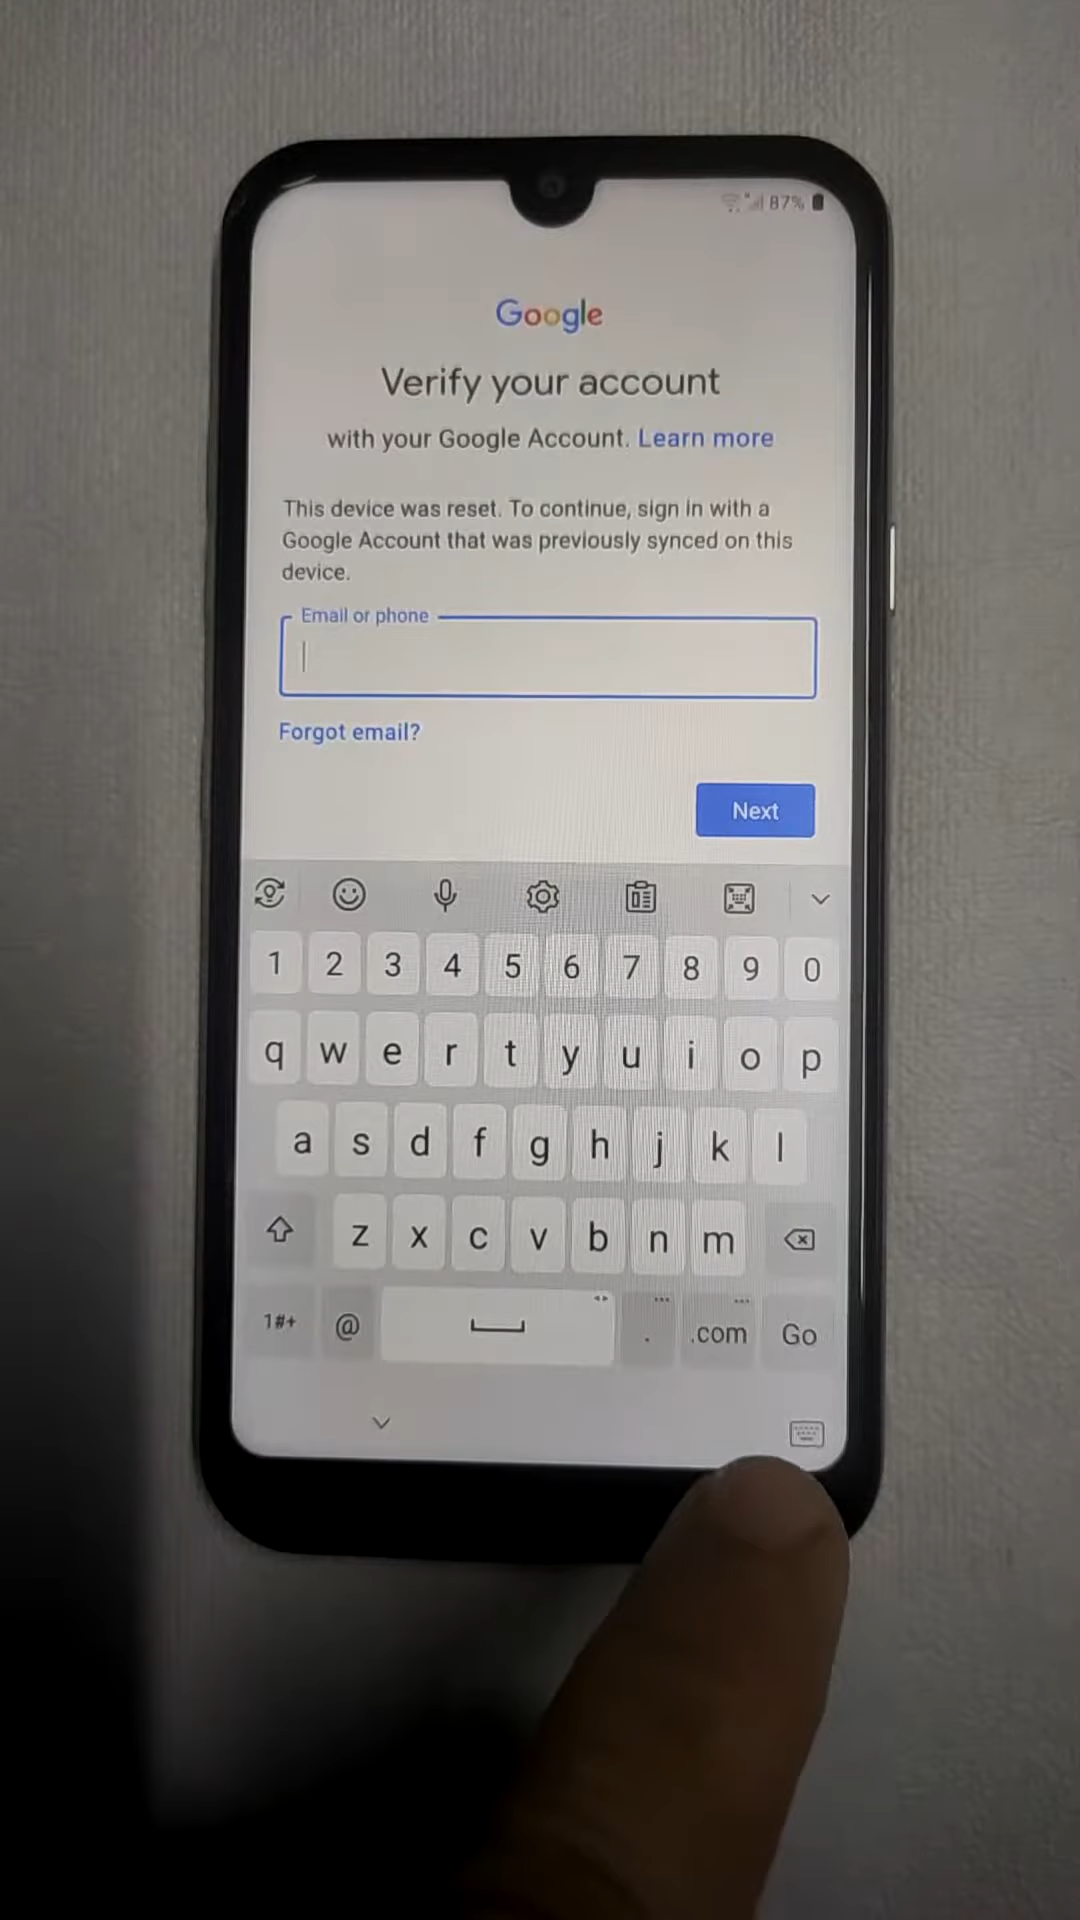 87%
Google
Verify your account
with your Google Account. Learn more
This device was reset. To continue, sign in with a
Google Account that was previously synced on this
device.
Email or phone
Forgot email?
Next
1 2 3 4 5 6 7 8 9 0
q w e r t y u i o p
a s d f g h j k l
z x c v b n m
1#+ @ . .com Go